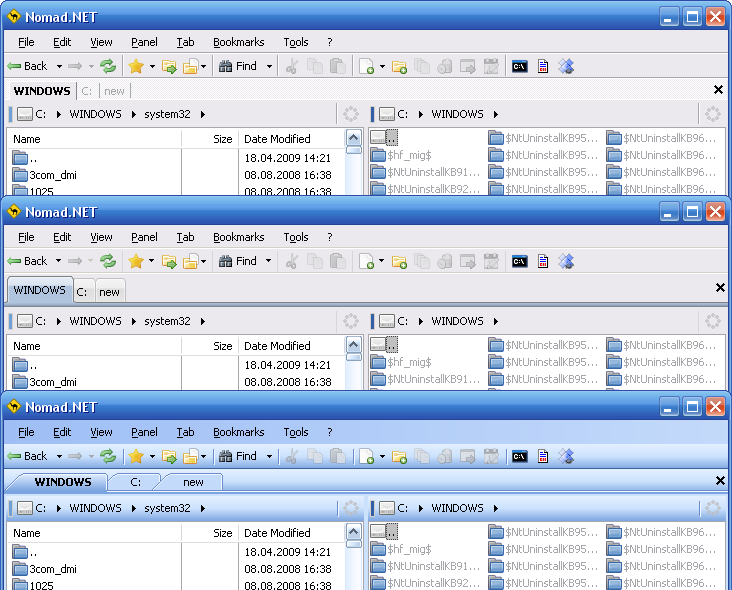 Nomad.NET
File Edit View Panel Tab Bookmarks Tools ?
Back Find C:\
WINDOWS C: new
C: WINDOWS system32 C: WINDOWS
Name Size Date Modified .. $NtUninstallKB95... $NtUninstallKB96...
.. 18.04.2009 14:21 $hf_mig$ $NtUninstallKB95... $NtUninstallKB96...
3com_dmi 08.08.2008 16:38 $NtUninstallKB91... $NtUninstallKB95... $NtUninstallKB96...
1025 08.08.2008 16:38 $NtUninstallKB92... $NtUninstallKB95... $NtUninstallKB96...
Nomad.NET
File Edit View Panel Tab Bookmarks Tools ?
Back Find C:\
WINDOWS C: new
C: WINDOWS system32 C: WINDOWS
Name Size Date Modified .. $NtUninstallKB95... $NtUninstallKB96...
.. 18.04.2009 14:21 $hf_mig$ $NtUninstallKB95... $NtUninstallKB96...
3com_dmi 08.08.2008 16:38 $NtUninstallKB91... $NtUninstallKB95... $NtUninstallKB96...
Nomad.NET
File Edit View Panel Tab Bookmarks Tools ?
Back Find C:\
WINDOWS C: new
C: WINDOWS system32 C: WINDOWS
Name Size Date Modified .. $NtUninstallKB95... $NtUninstallKB96...
.. 18.04.2009 14:21 $hf_mig$ $NtUninstallKB95... $NtUninstallKB96...
3com_dmi 08.08.2008 16:38 $NtUninstallKB91... $NtUninstallKB95... $NtUninstallKB96...
1025 08.08.2008 16:38 $NtUninstallKB92... $NtUninstallKB95... $NtUninstallKB96...